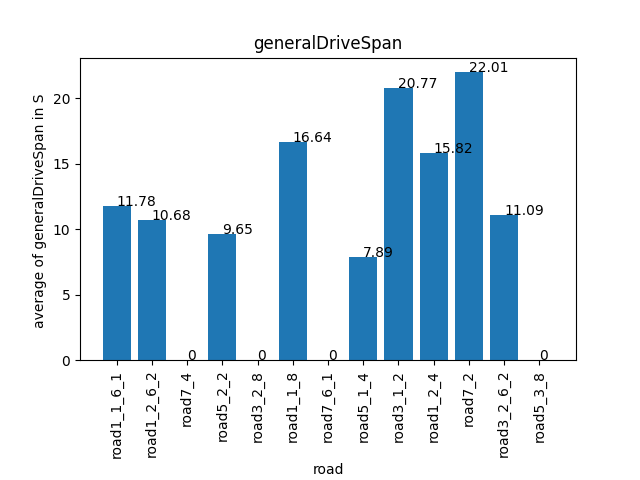 generalDriveSpan
average of generalDriveSpan in S
20
15
10
5
0
11.78
10.68
0
9.65
0
16.64
0
7.89
20.77
15.82
22.01
11.09
0
road1_1_6_1
road1_2_6_2
road7_4
road5_2_2
road3_2_8
road1_1_8
road7_6_1
road5_1_4
road3_1_2
road1_2_4
road7_2
road3_2_6_2
road5_3_8
road